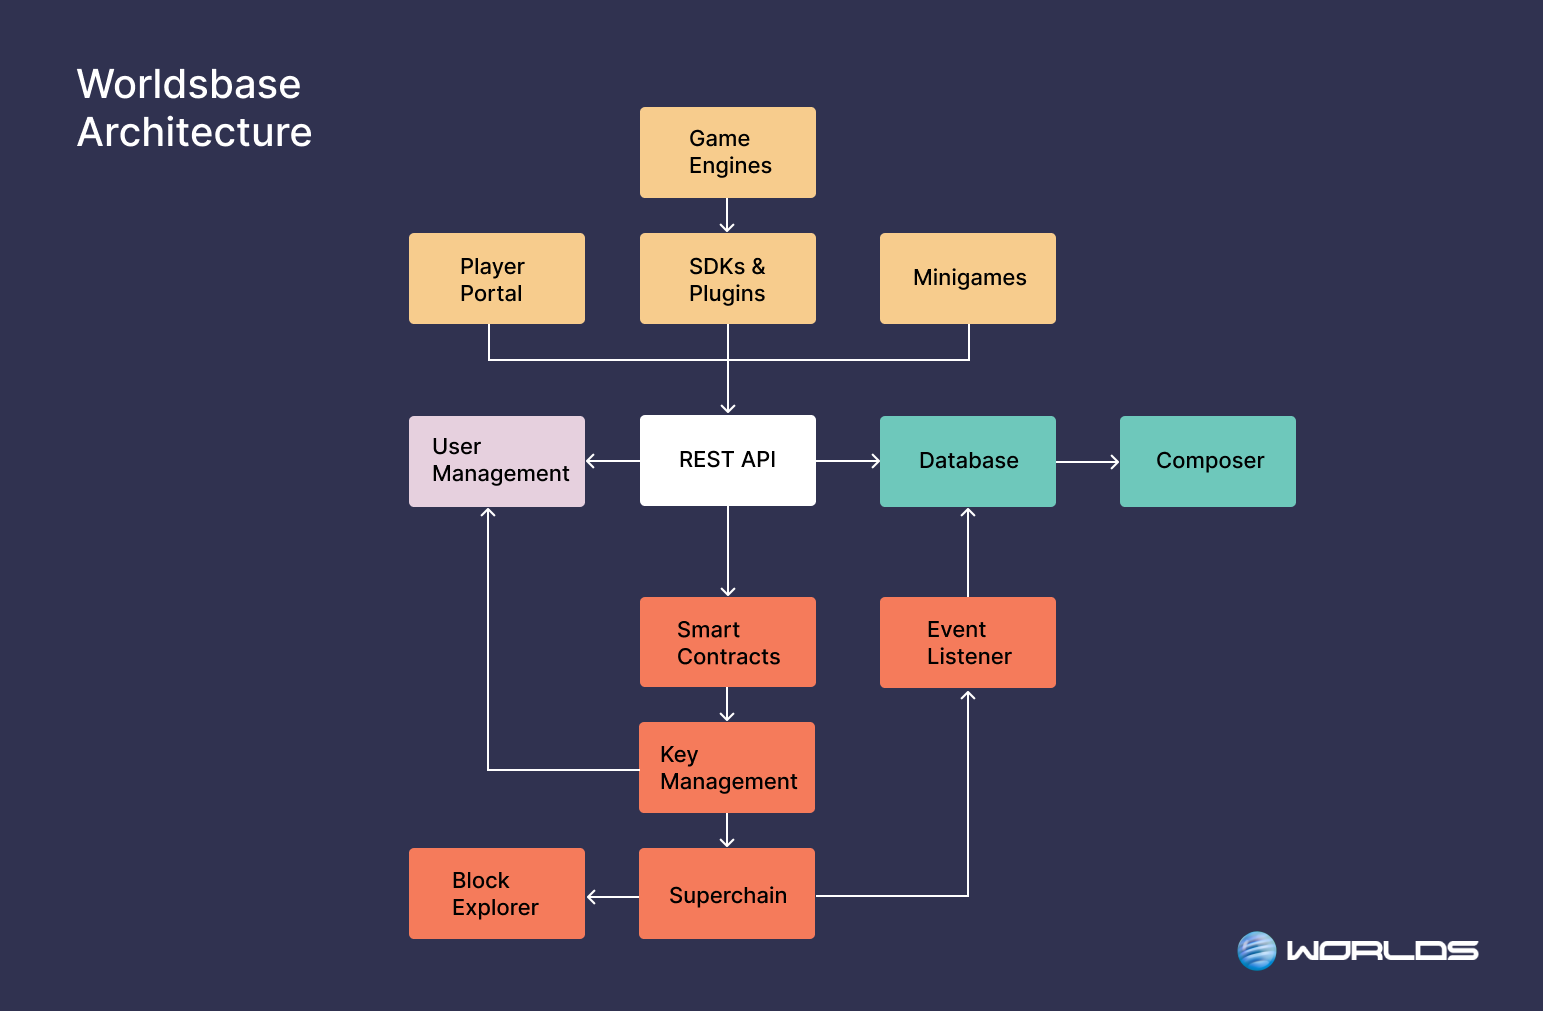 Worldsbase
Architecture
Game
Engines
Player
Portal
SDKs &
Plugins
Minigames
User
Management
REST API
Database
Composer
Smart
Contracts
Event
Listener
Key
Management
Block
Explorer
Superchain
WORLDS